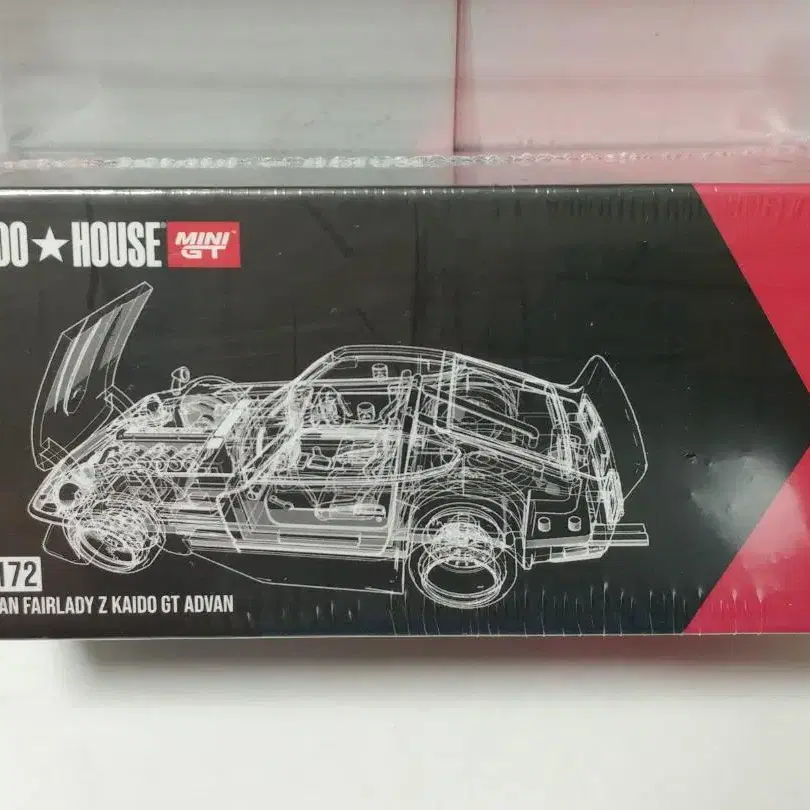 DO★HOUSE MINI GT
172
AN FAIRLADY Z KAIDO GT ADVAN